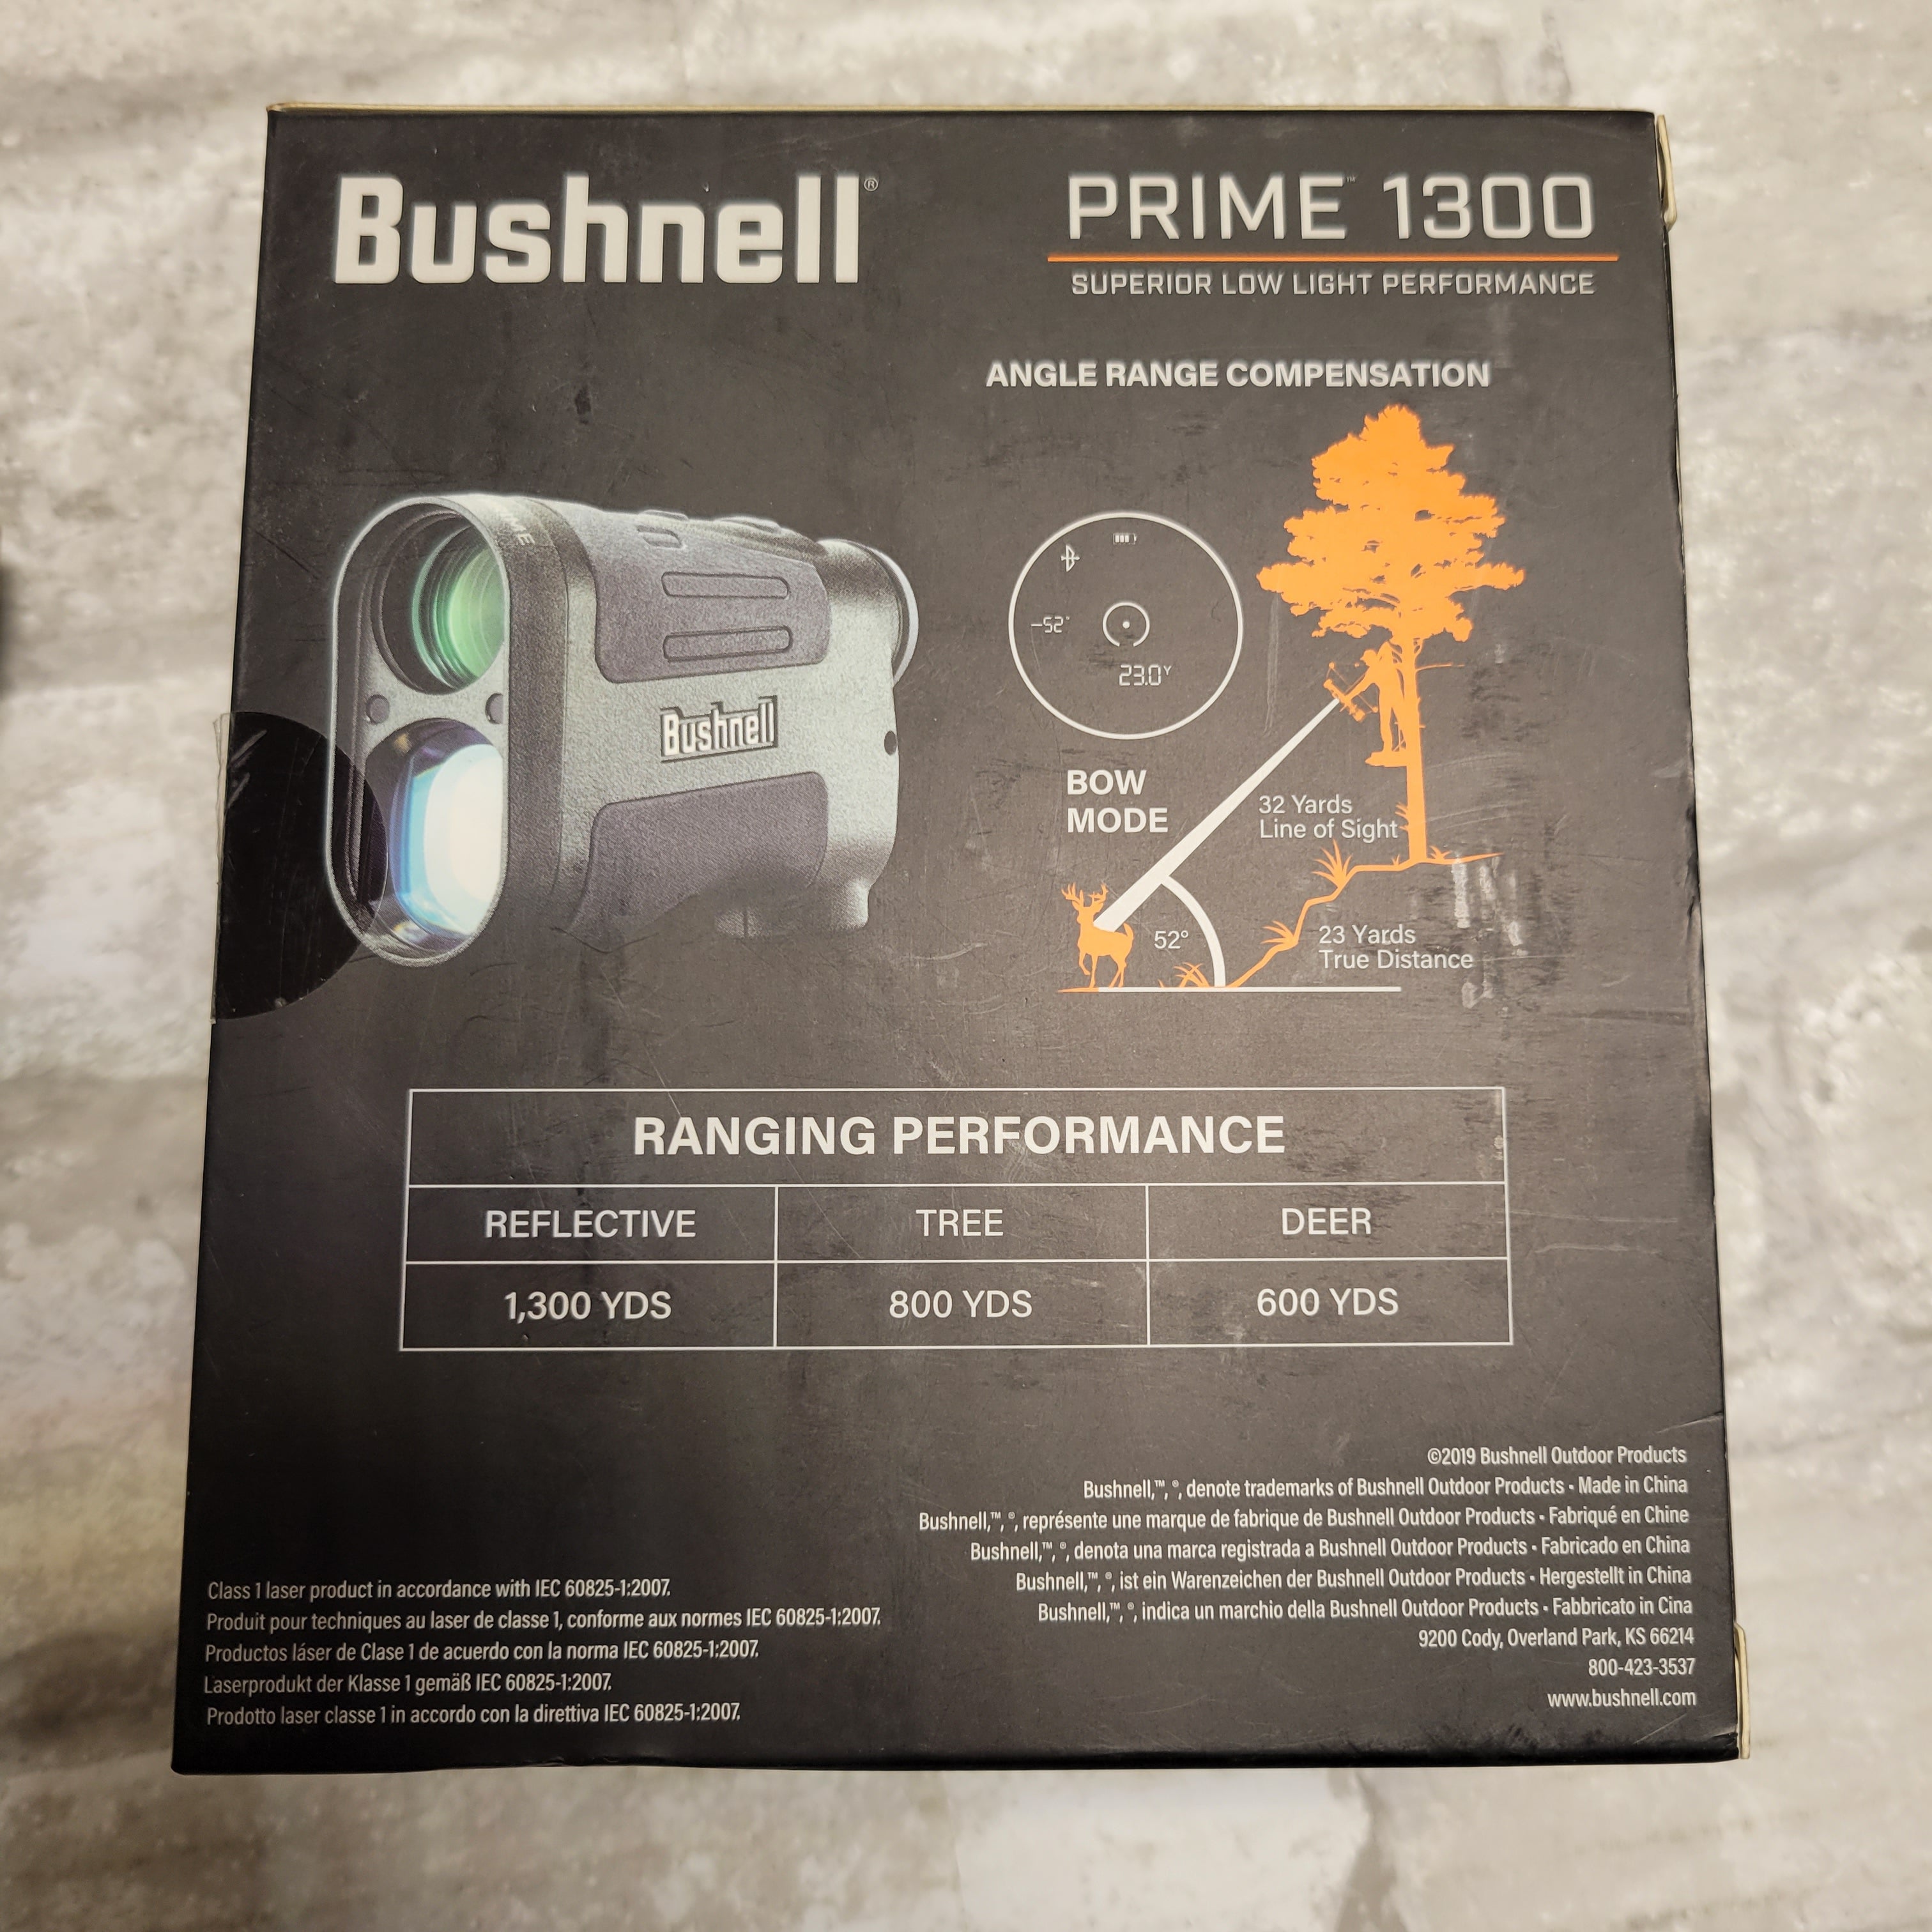 Bushnell®
PRIME™ 1300
SUPERIOR LOW LIGHT PERFORMANCE
ANGLE RANGE COMPENSATION
-52°
23.0Y
Bushnell
BOW
MODE
32 Yards
Line of Sight
52°
23 Yards
True Distance
RANGING PERFORMANCE
REFLECTIVE TREE DEER
1,300 YDS 800 YDS 600 YDS
Class 1 laser product in accordance with IEC 60825-1:2007.
Produit pour techniques au laser de classe 1, conforme aux normes IEC 60825-1:2007.
Productos láser de Clase 1 de acuerdo con la norma IEC 60825-1:2007.
Laserprodukt der Klasse 1 gemäß IEC 60825-1:2007.
Prodotto laser classe 1 in accordo con la direttiva IEC 60825-1:2007.
©2019 Bushnell Outdoor Products
Bushnell,™, ®, denote trademarks of Bushnell Outdoor Products • Made in China
Bushnell,™, ®, représente une marque de fabrique de Bushnell Outdoor Products • Fabriqué en Chine
Bushnell,™, ®, denota una marca registrada a Bushnell Outdoor Products • Fabricado en China
Bushnell,™, ®, ist ein Warenzeichen der Bushnell Outdoor Products • Hergestellt in China
Bushnell,™, ®, indica un marchio della Bushnell Outdoor Products • Fabbricato in Cina
9200 Cody, Overland Park, KS 66214
800-423-3537
www.bushnell.com